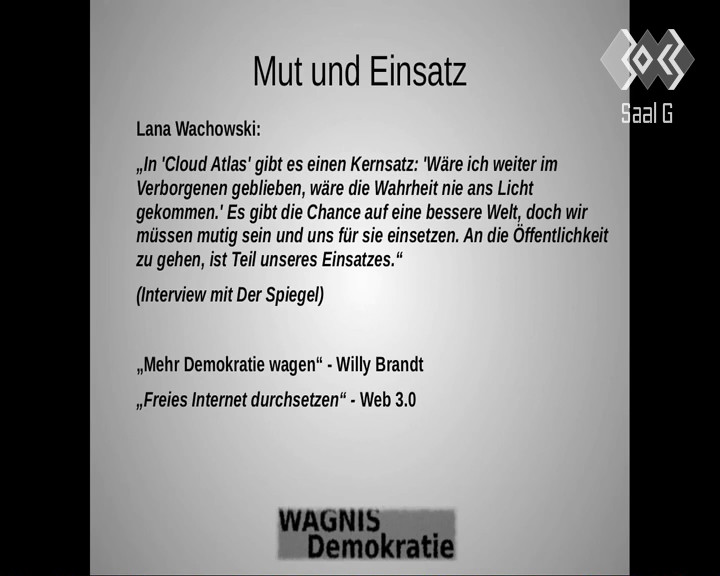 Mut und Einsatz
Saal G
Lana Wachowski:
„In 'Cloud Atlas' gibt es einen Kernsatz: 'Wäre ich weiter im
Verborgenen geblieben, wäre die Wahrheit nie ans Licht
gekommen.' Es gibt die Chance auf eine bessere Welt, doch wir
müssen mutig sein und uns für sie einsetzen. An die Öffentlichkeit
zu gehen, ist Teil unseres Einsatzes.“
(Interview mit Der Spiegel)
„Mehr Demokratie wagen“ - Willy Brandt
„Freies Internet durchsetzen“ - Web 3.0
WAGNIS
Demokratie